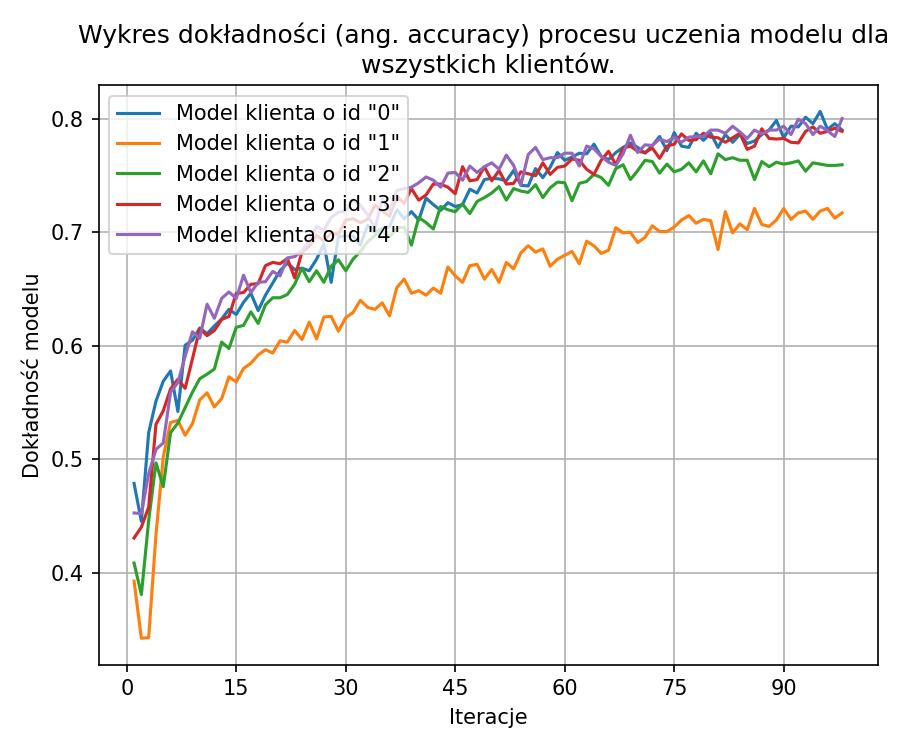 Wykres dokładności (ang. accuracy) procesu uczenia modelu dla
wszystkich klientów.
Model klienta o id "0"
Model klienta o id "1"
Model klienta o id "2"
Model klienta o id "3"
Model klienta o id "4"
0.8
0.7
0.6
0.5
0.4
Dokładność modelu
0 15 30 45 60 75 90
Iteracje